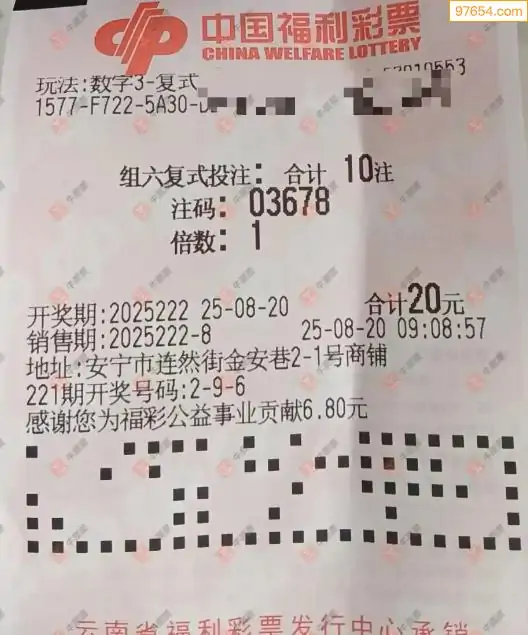 97654.com
中国福利彩票
CHINA WELFARE LOTTERY
玩法:数字3-复式
1577-F722-5A30-
组六复式投注: 合计 10注
注码: 03678
倍数: 1
开奖期:2025222 25-08-20 合计20元
销售期:2025222-8 25-08-20 09:08:57
地址:安宁市连然街金安巷2-1号商铺
221期开奖号码:2-9-6
感谢您为福彩公益事业贡献6.80元
云南省福利彩票发行中心承销